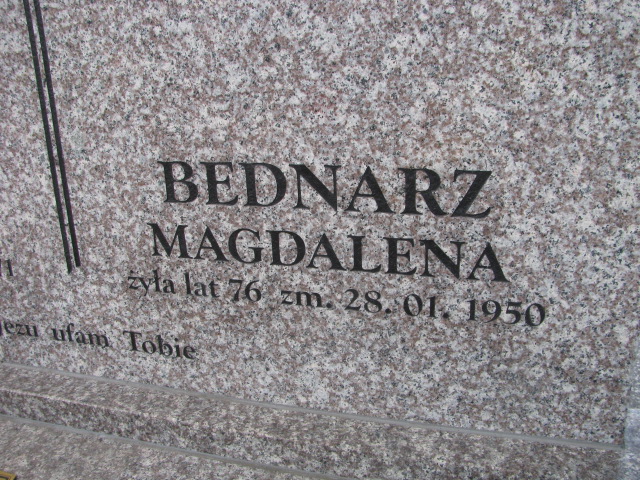 BEDNARZ
MAGDALENA
żyła lat 76 zm. 28. 01. 1950
ufam Tobie